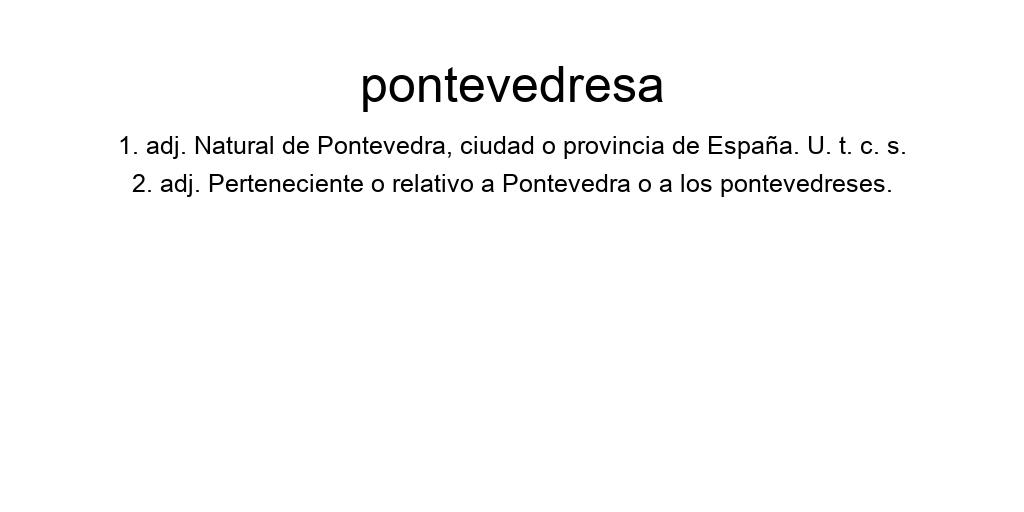 pontevedresa
1. adj. Natural de Pontevedra, ciudad o provincia de España. U. t. c. s.
2. adj. Perteneciente o relativo a Pontevedra o a los pontevedreses.